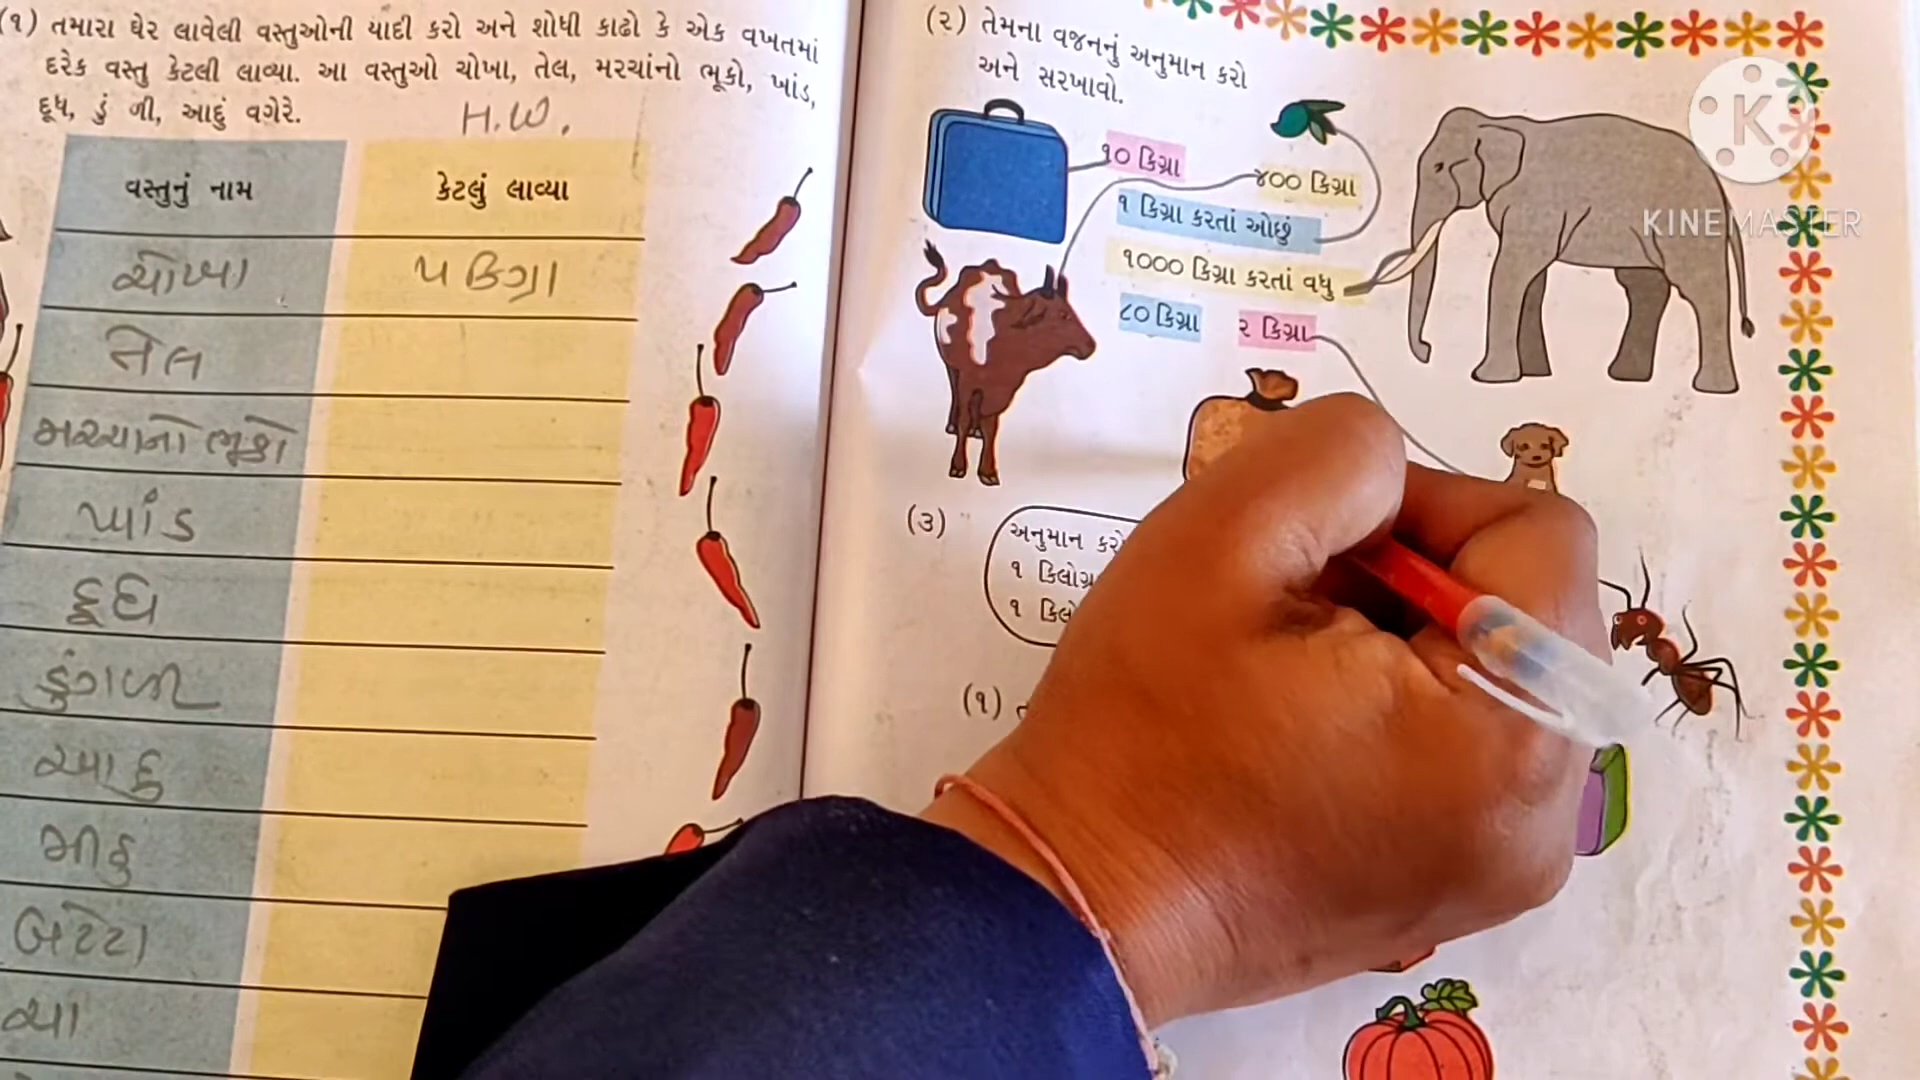 (૧) તમારા ઘેર લાવેલી વસ્તુઓની યાદી કરો અને શોધી કાઢો કે એક વખતમાં
દરેક વસ્તુ કેટલી લાવ્યા. આ વસ્તુઓ ચોખા, તેલ, મરચાંનો ભૂકો, ખાંડ,
દૂધ, ડું ળી, આદું વગેરે.
H.W.
વસ્તુનું નામ
કેટલું લાવ્યા
ચોખા
૫ કિગ્રા
તેલ
મરચાનો ભૂકો
ખાંડ
દૂધ
ડુંગળી
આદુ
મીઠુ
બટેટા
ચા
(૨) તેમના વજનનું અનુમાન કરો
અને સરખાવો.
૧૦ કિગ્રા
૪૦૦ કિગ્રા
૧ કિગ્રા કરતાં ઓછું
૧૦૦૦ કિગ્રા કરતાં વધુ
૮૦ કિગ્રા
૨ કિગ્રા
(૩)
અનુમાન કરો
૧
૧
(૧)
K
KINEMASTER